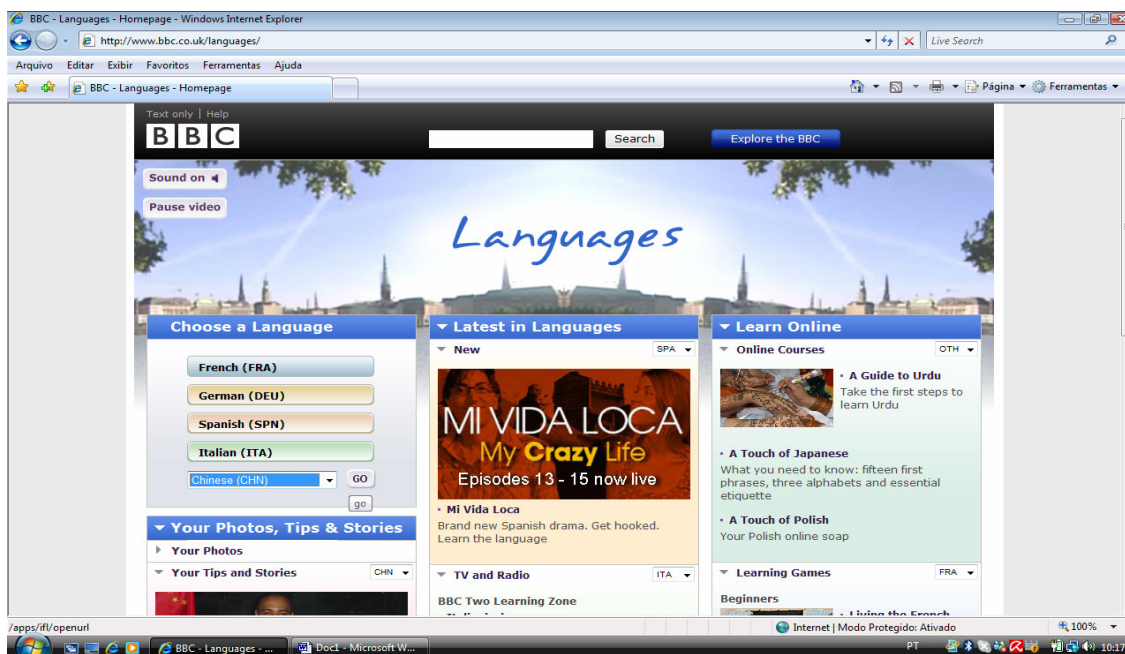 BBC - Languages - Homepage - Windows Internet Explorer
http://www.bbc.co.uk/languages/
Live Search
Arquivo Editar Exibir Favoritos Ferramentas Ajuda
BBC - Languages - Homepage
Página Ferramentas
Text only | Help
BBC
Search
Explore the BBC
Sound on
Pause video
Languages
Choose a Language
French (FRA)
German (DEU)
Spanish (SPN)
Italian (ITA)
Chinese (CHN) GO
go
Your Photos, Tips & Stories
Your Photos
Your Tips and Stories CHN
Latest in Languages
New SPA
MI VIDA LOCA
My Crazy Life
Episodes 13 - 15 now live
Mi Vida Loca
Brand new Spanish drama. Get hooked.
Learn the language
TV and Radio ITA
BBC Two Learning Zone
Learn Online
Online Courses OTH
A Guide to Urdu
Take the first steps to
learn Urdu
A Touch of Japanese
What you need to know: fifteen first
phrases, three alphabets and essential
etiquette
A Touch of Polish
Your Polish online soap
Learning Games FRA
Beginners
Living the French
/apps/ifl/openurl
Internet | Modo Protegido: Ativado
100%
BBC - Languages - ...
Doc1 - Microsoft W...
PT
10:17